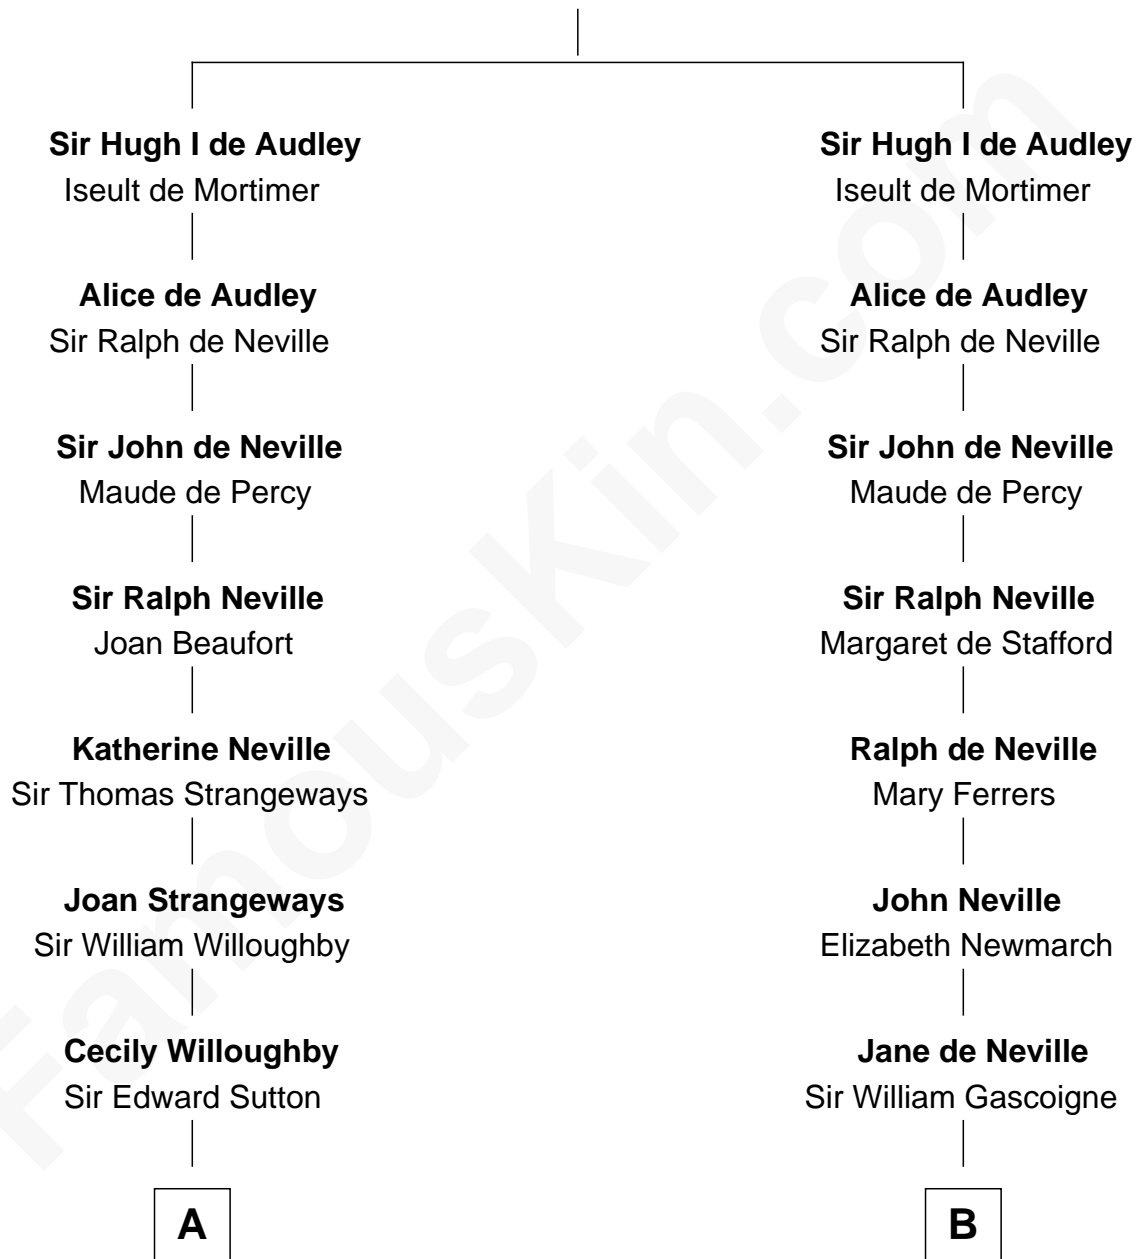 Sir Hugh I de Audley
Iseult de Mortimer
Alice de Audley
Sir Ralph de Neville
Sir John de Neville
Maude de Percy
Sir Ralph Neville
Joan Beaufort
Katherine Neville
Sir Thomas Strangeways
Joan Strangeways
Sir William Willoughby
Cecily Willoughby
Sir Edward Sutton
A
Sir Hugh I de Audley
Iseult de Mortimer
Alice de Audley
Sir Ralph de Neville
Sir John de Neville
Maude de Percy
Sir Ralph Neville
Margaret de Stafford
Ralph de Neville
Mary Ferrers
John Neville
Elizabeth Newmarch
Jane de Neville
Sir William Gascoigne
B
FamousKin.com